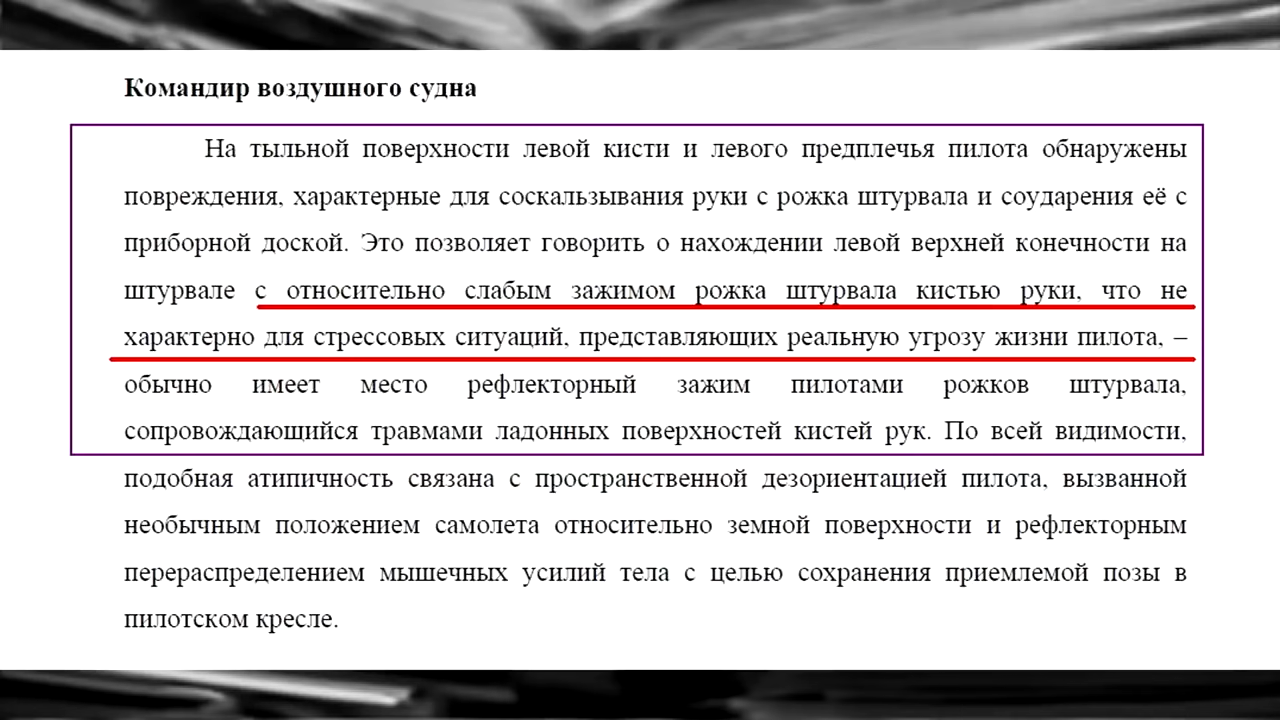 Командир воздушного судна
На тыльной поверхности левой кисти и левого предплечья пилота обнаружены
повреждения, характерные для соскальзывания руки с рожка штурвала и соударения её с
приборной доской. Это позволяет говорить о нахождении левой верхней конечности на
штурвале с относительно слабым зажимом рожка штурвала кистью руки, что не
характерно для стрессовых ситуаций, представляющих реальную угрозу жизни пилота, –
обычно имеет место рефлекторный зажим пилотами рожков штурвала,
сопровождающийся травмами ладонных поверхностей кистей рук. По всей видимости,
подобная атипичность связана с пространственной дезориентацией пилота, вызванной
необычным положением самолета относительно земной поверхности и рефлекторным
перераспределением мышечных усилий тела с целью сохранения приемлемой позы в
пилотском кресле.